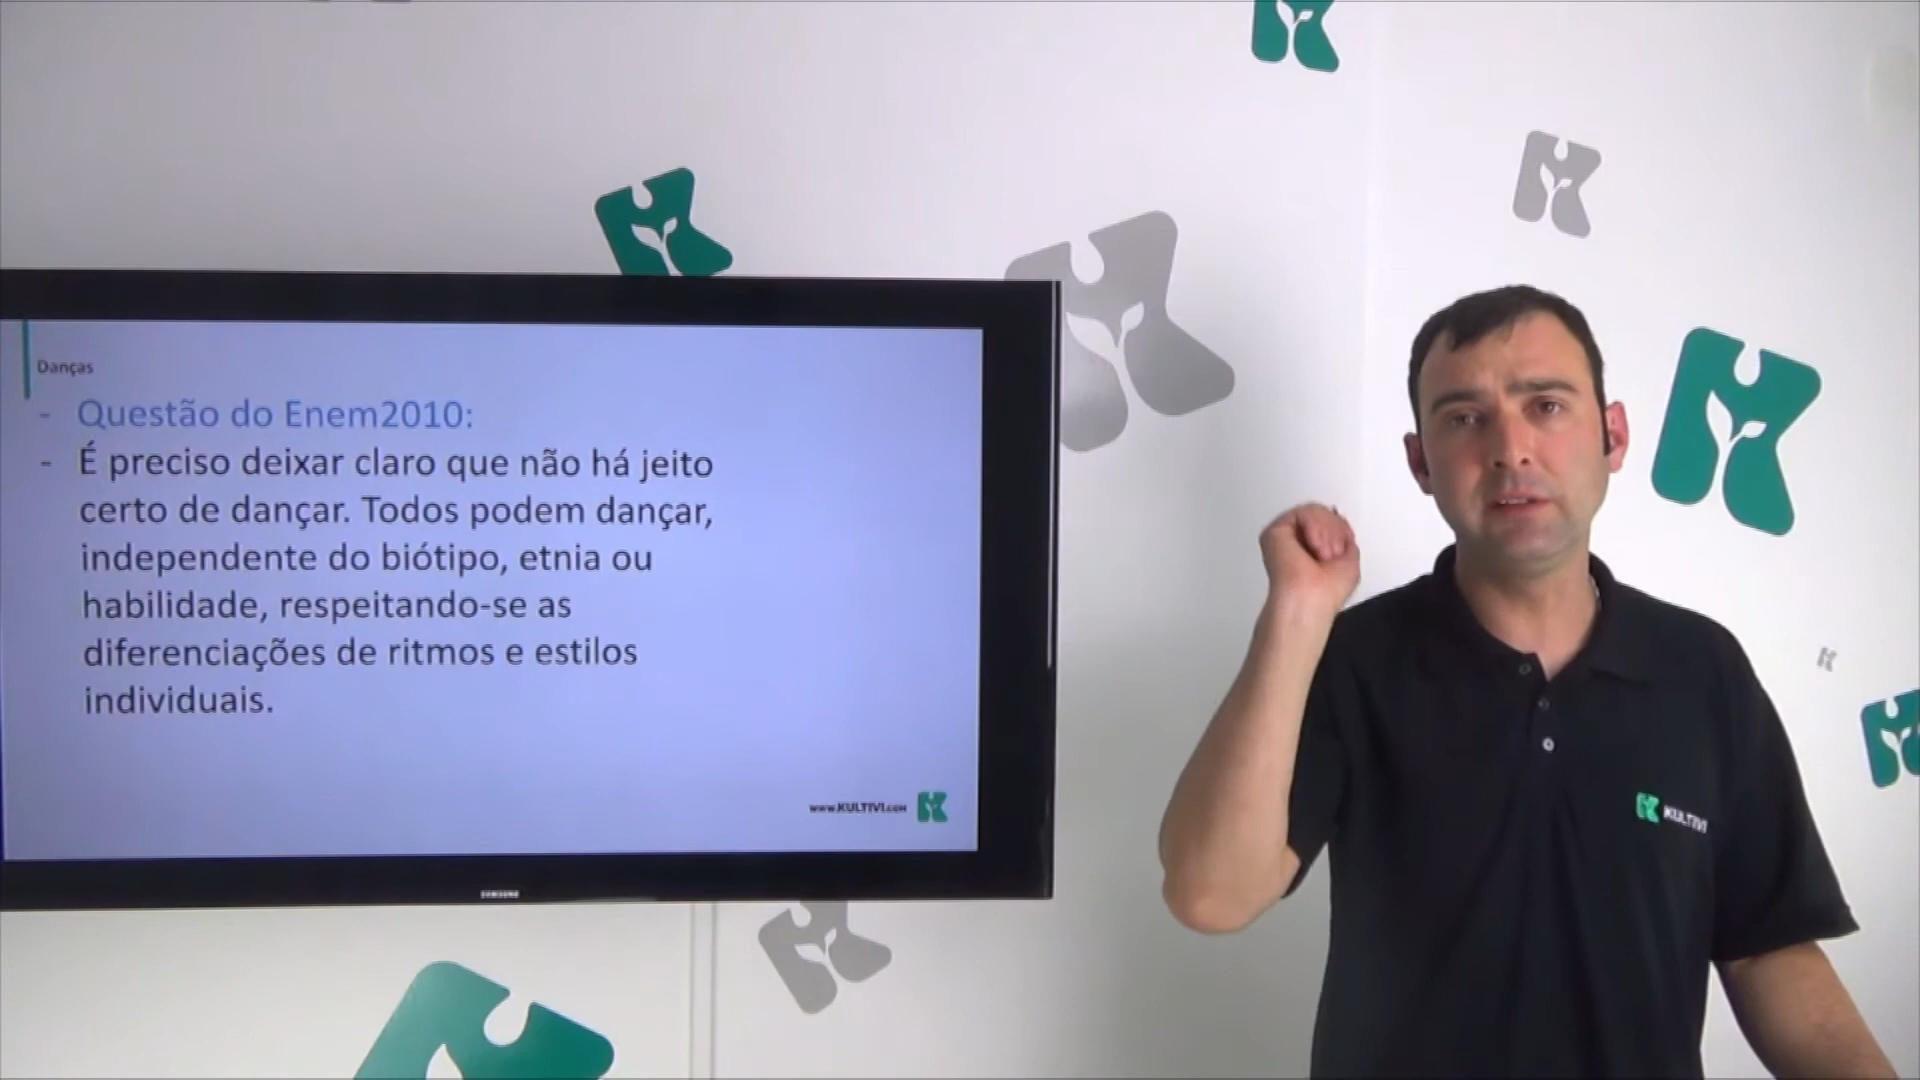 Danças
- Questão do Enem2010:
- É preciso deixar claro que não há jeito
certo de dançar. Todos podem dançar,
independente do biótipo, etnia ou
habilidade, respeitando-se as
diferenciações de ritmos e estilos
individuais.
www.KULTIVI.com
SAMSUNG
KULTIVI